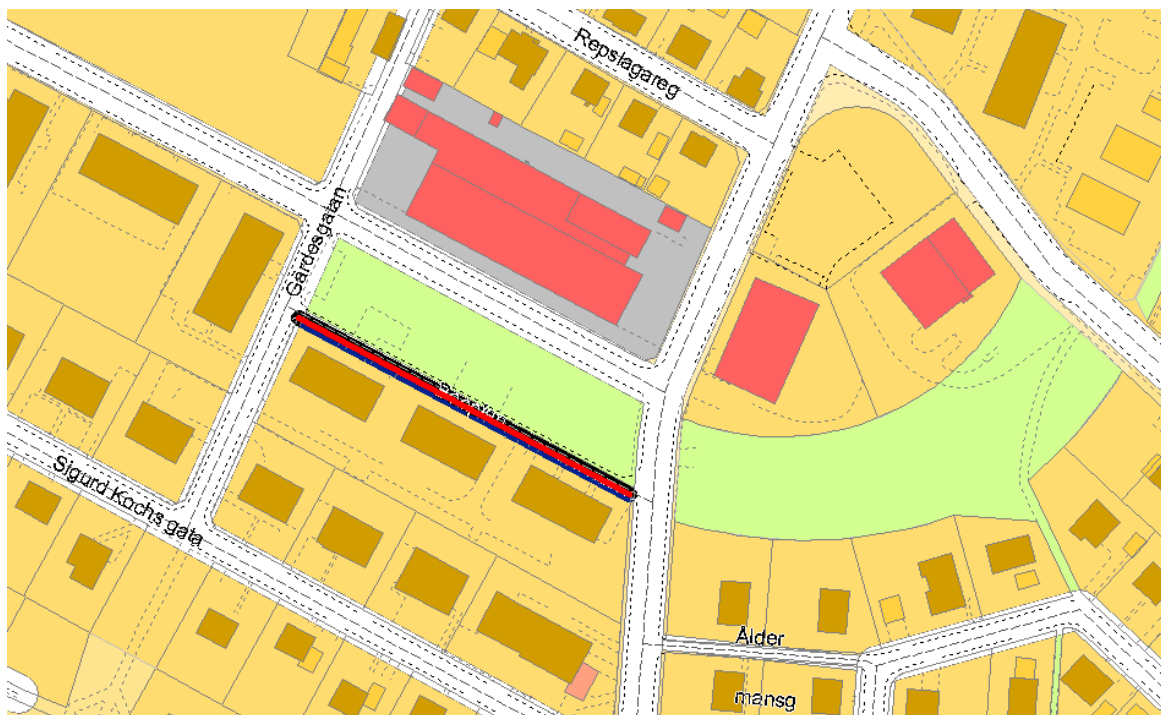 Repslagareg
Gärdesgatan
Sigurd Kochs gata
Ålder
mansg